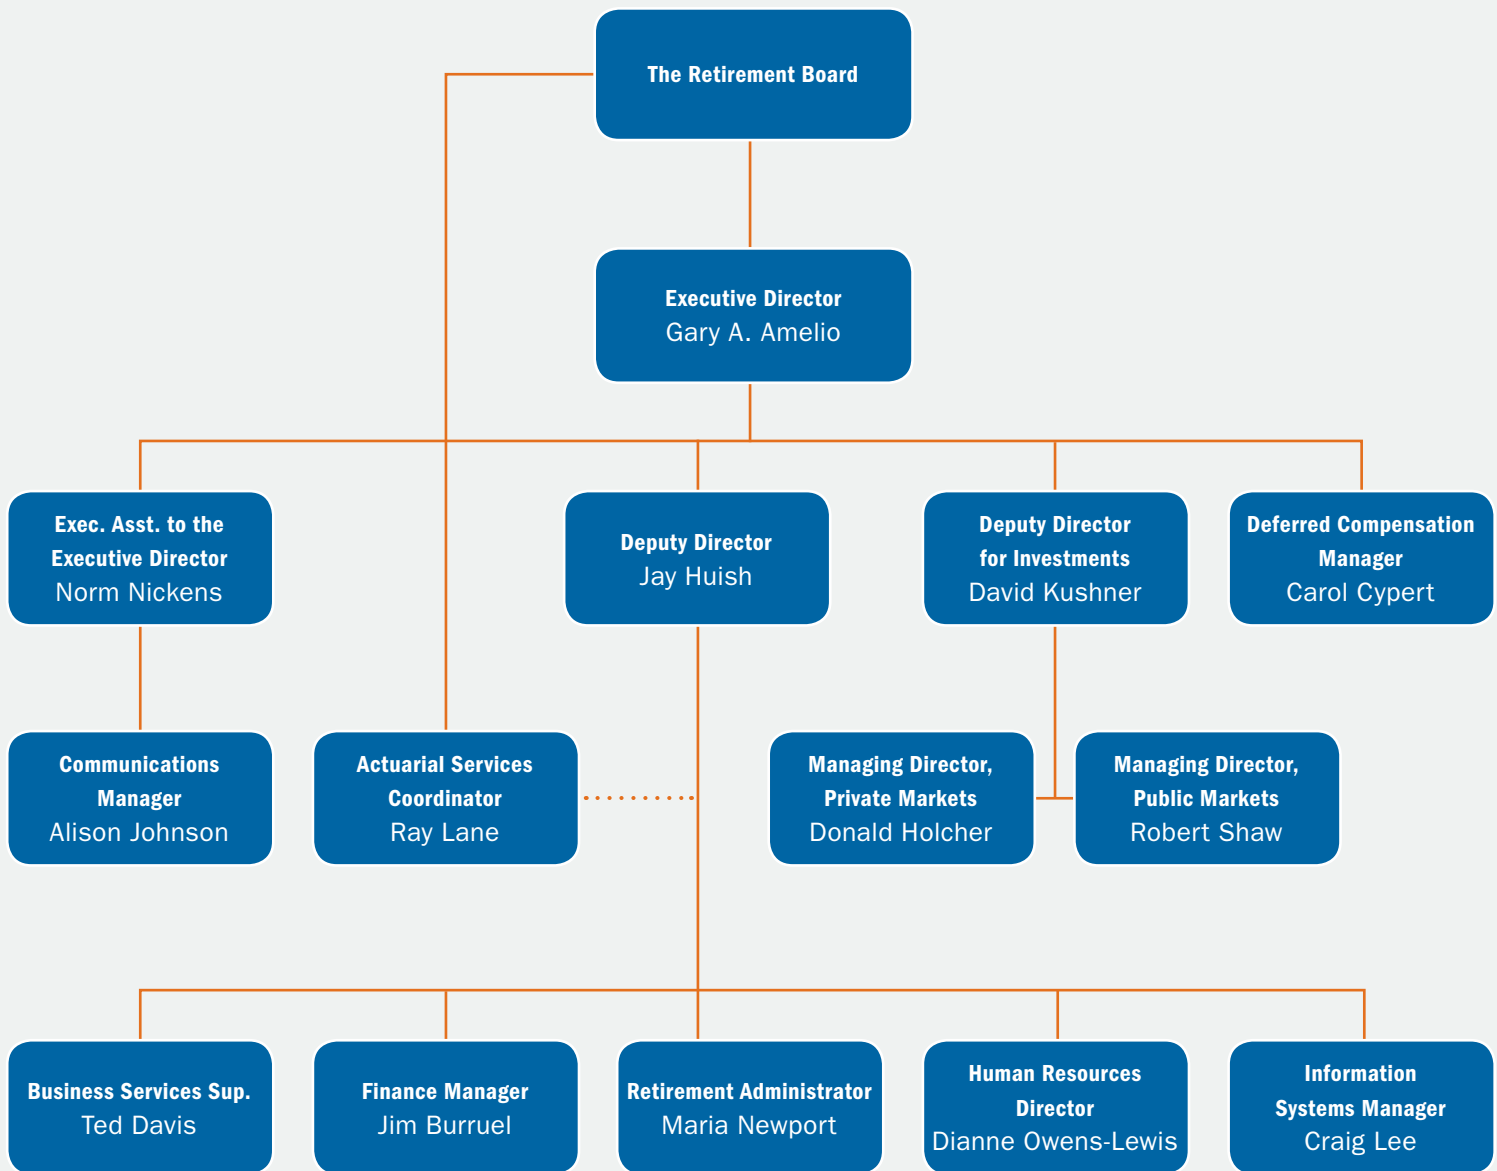 The Retirement Board
Executive Director
Gary A. Amelio
Exec. Asst. to the
Executive Director
Norm Nickens
Deputy Director
Jay Huish
Deputy Director
for Investments
David Kushner
Deferred Compensation
Manager
Carol Cypert
Communications
Manager
Alison Johnson
Actuarial Services
Coordinator
Ray Lane
Managing Director,
Private Markets
Donald Holcher
Managing Director,
Public Markets
Robert Shaw
Business Services Sup.
Ted Davis
Finance Manager
Jim Burruel
Retirement Administrator
Maria Newport
Human Resources
Director
Dianne Owens-Lewis
Information
Systems Manager
Craig Lee